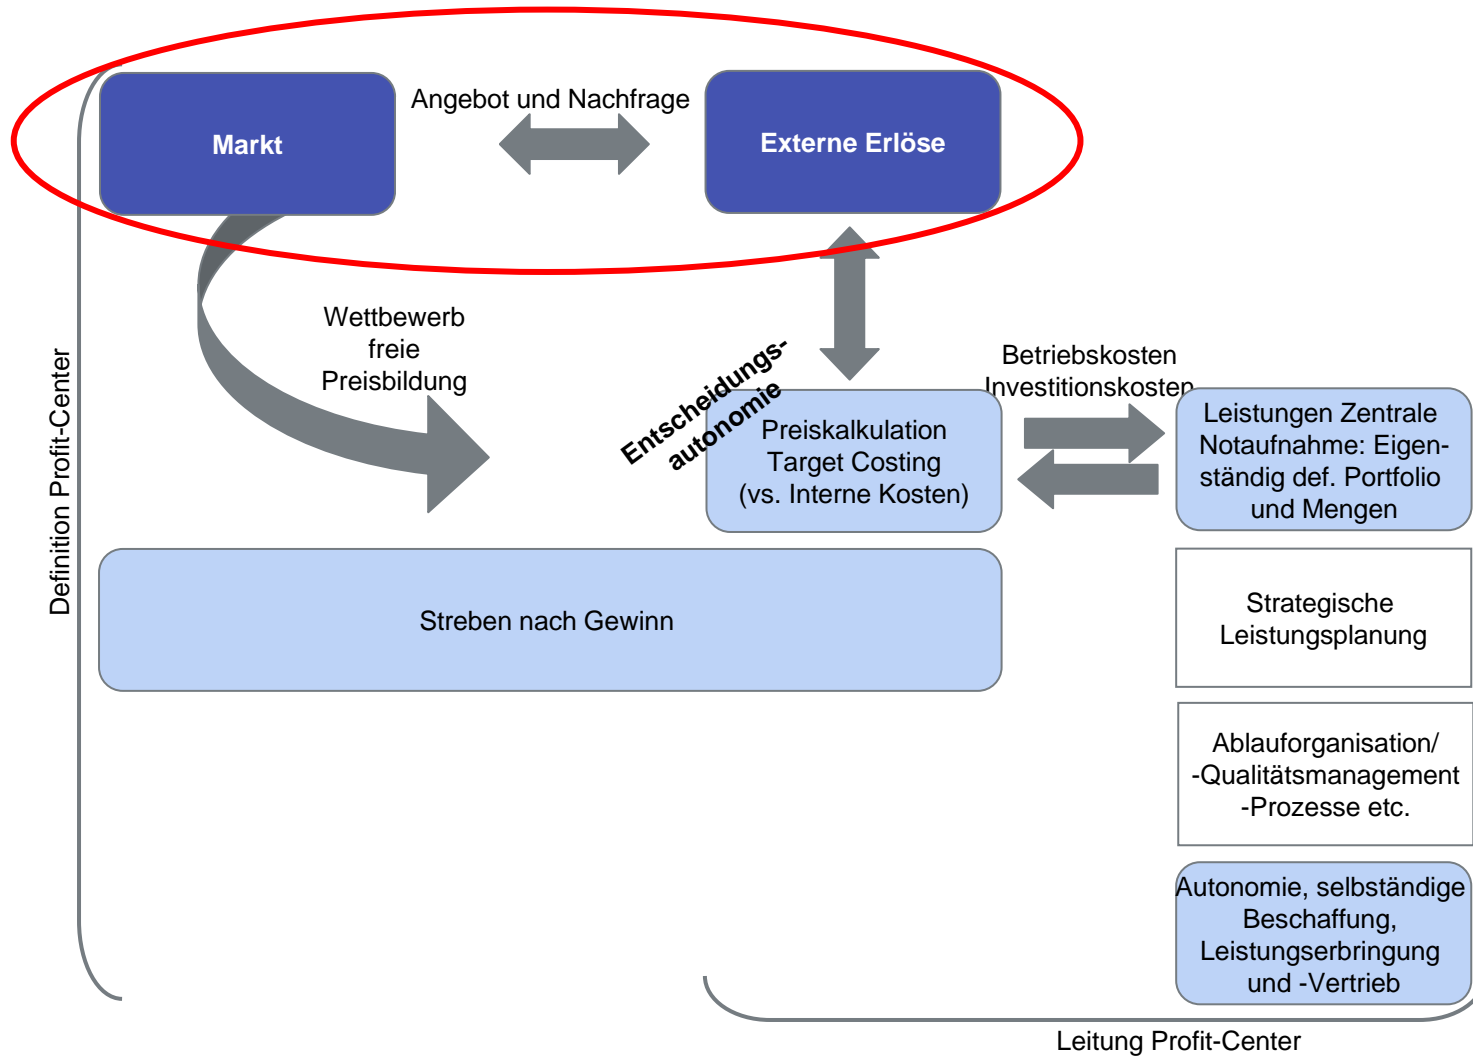 Angebot und Nachfrage
Markt
Externe Erlöse
Wettbewerb
freie
Preisbildung
Entscheidungs-
autonomie
Betriebskosten
Investitionskosten
Preiskalkulation
Target Costing
(vs. Interne Kosten)
Leistungen Zentrale
Notaufnahme: Eigen-
ständig def. Portfolio
und Mengen
Definition Profit-Center
Streben nach Gewinn
Strategische
Leistungsplanung
Ablauforganisation/
-Qualitätsmanagement
-Prozesse etc.
Autonomie, selbständige
Beschaffung,
Leistungserbringung
und -Vertrieb
Leitung Profit-Center